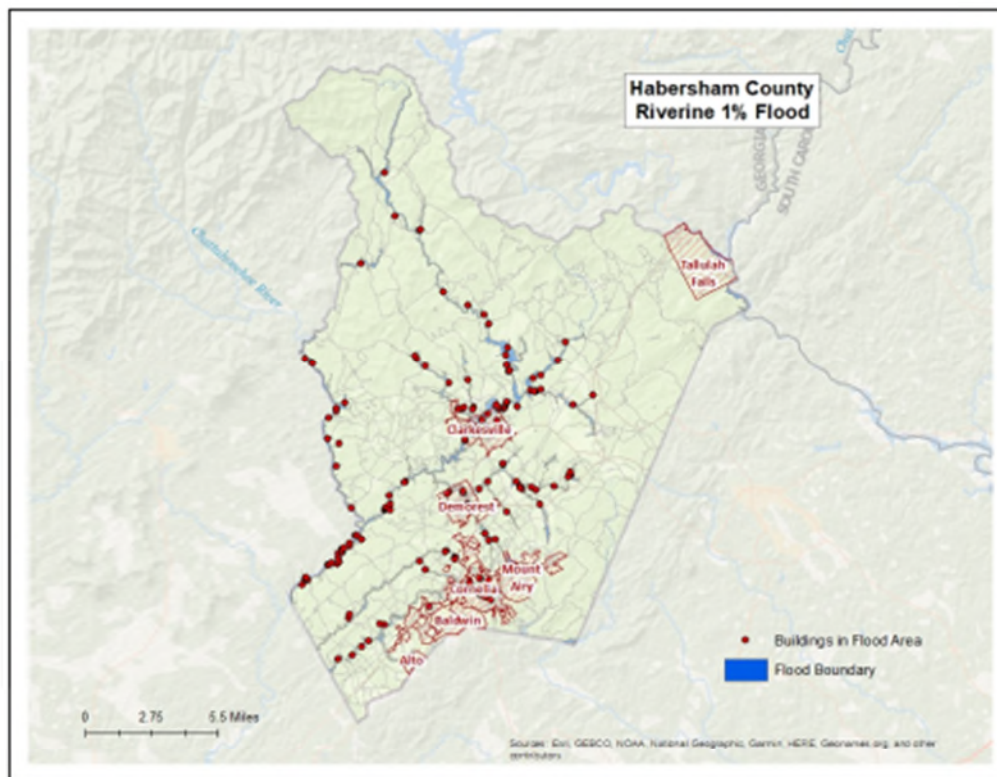 Habersham County
Riverine 1% Flood
GEORGIA
SOUTH CAROL
Chattahoochee River
Tallulah
Falls
Clarkesville
Demorest
Mount
Airy
Cornelia
Baldwin
Alto
Buildings in Flood Area
Flood Boundary
0 2.75 5.5 Miles
Sources: Esri, GEBCO, NOAA, National Geographic, Garmin, HERE, Geonames.org, and other
contributors